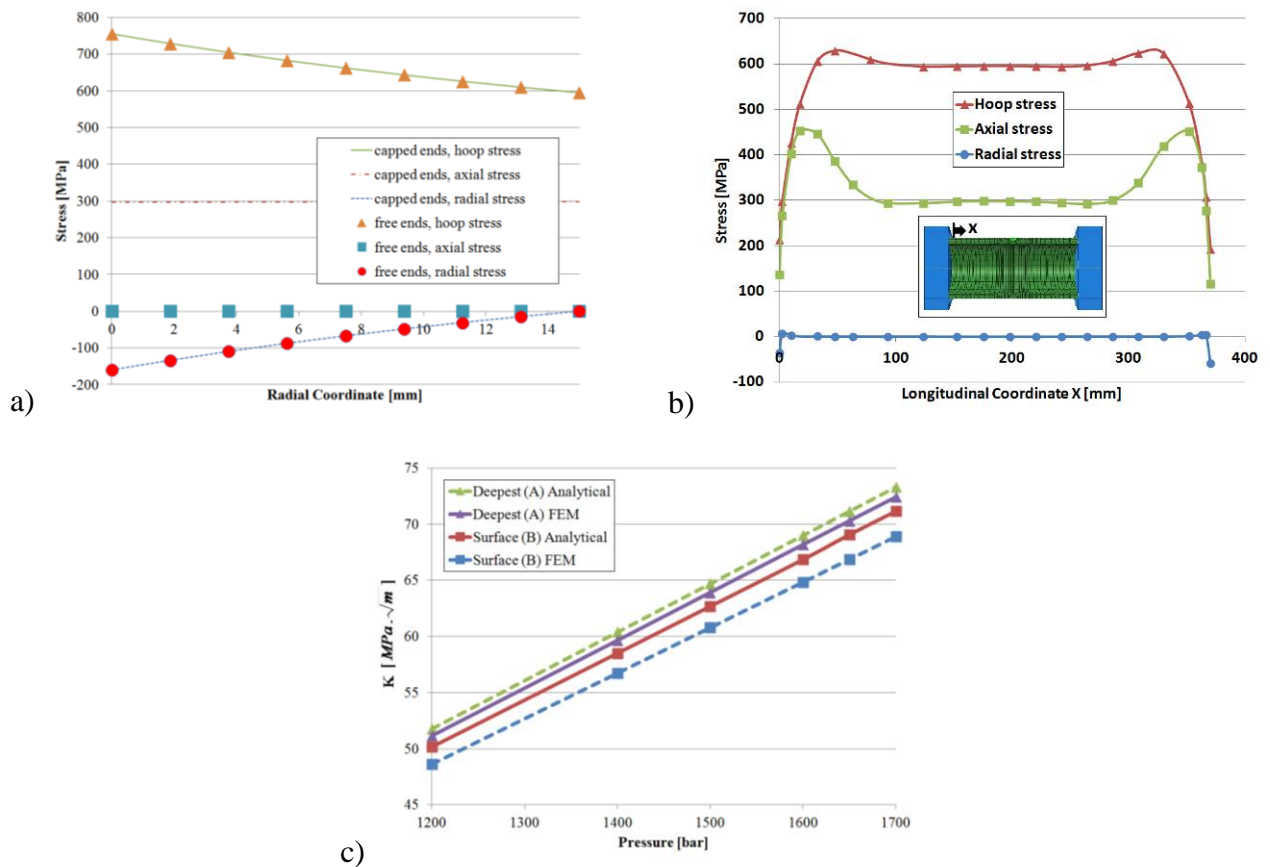 800
700
600
500
400
300
200
100
0
-100
-200
Stress [MPa]
0 2 4 6 8 10 12 14
Radial Coordinate [mm]
capped ends, hoop stress
capped ends, axial stress
capped ends, radial stress
free ends, hoop stress
free ends, axial stress
free ends, radial stress
a)
700
600
500
400
300
200
100
0
-100
Stress [MPa]
0 100 200 300 400
Longitudinal Coordinate X [mm]
Hoop stress
Axial stress
Radial stress
X
b)
75
70
65
60
55
50
45
K [ MPa.√m ]
1200 1300 1400 1500 1600 1700
Pressure [bar]
Deepest (A) Analytical
Deepest (A) FEM
Surface (B) Analytical
Surface (B) FEM
c)